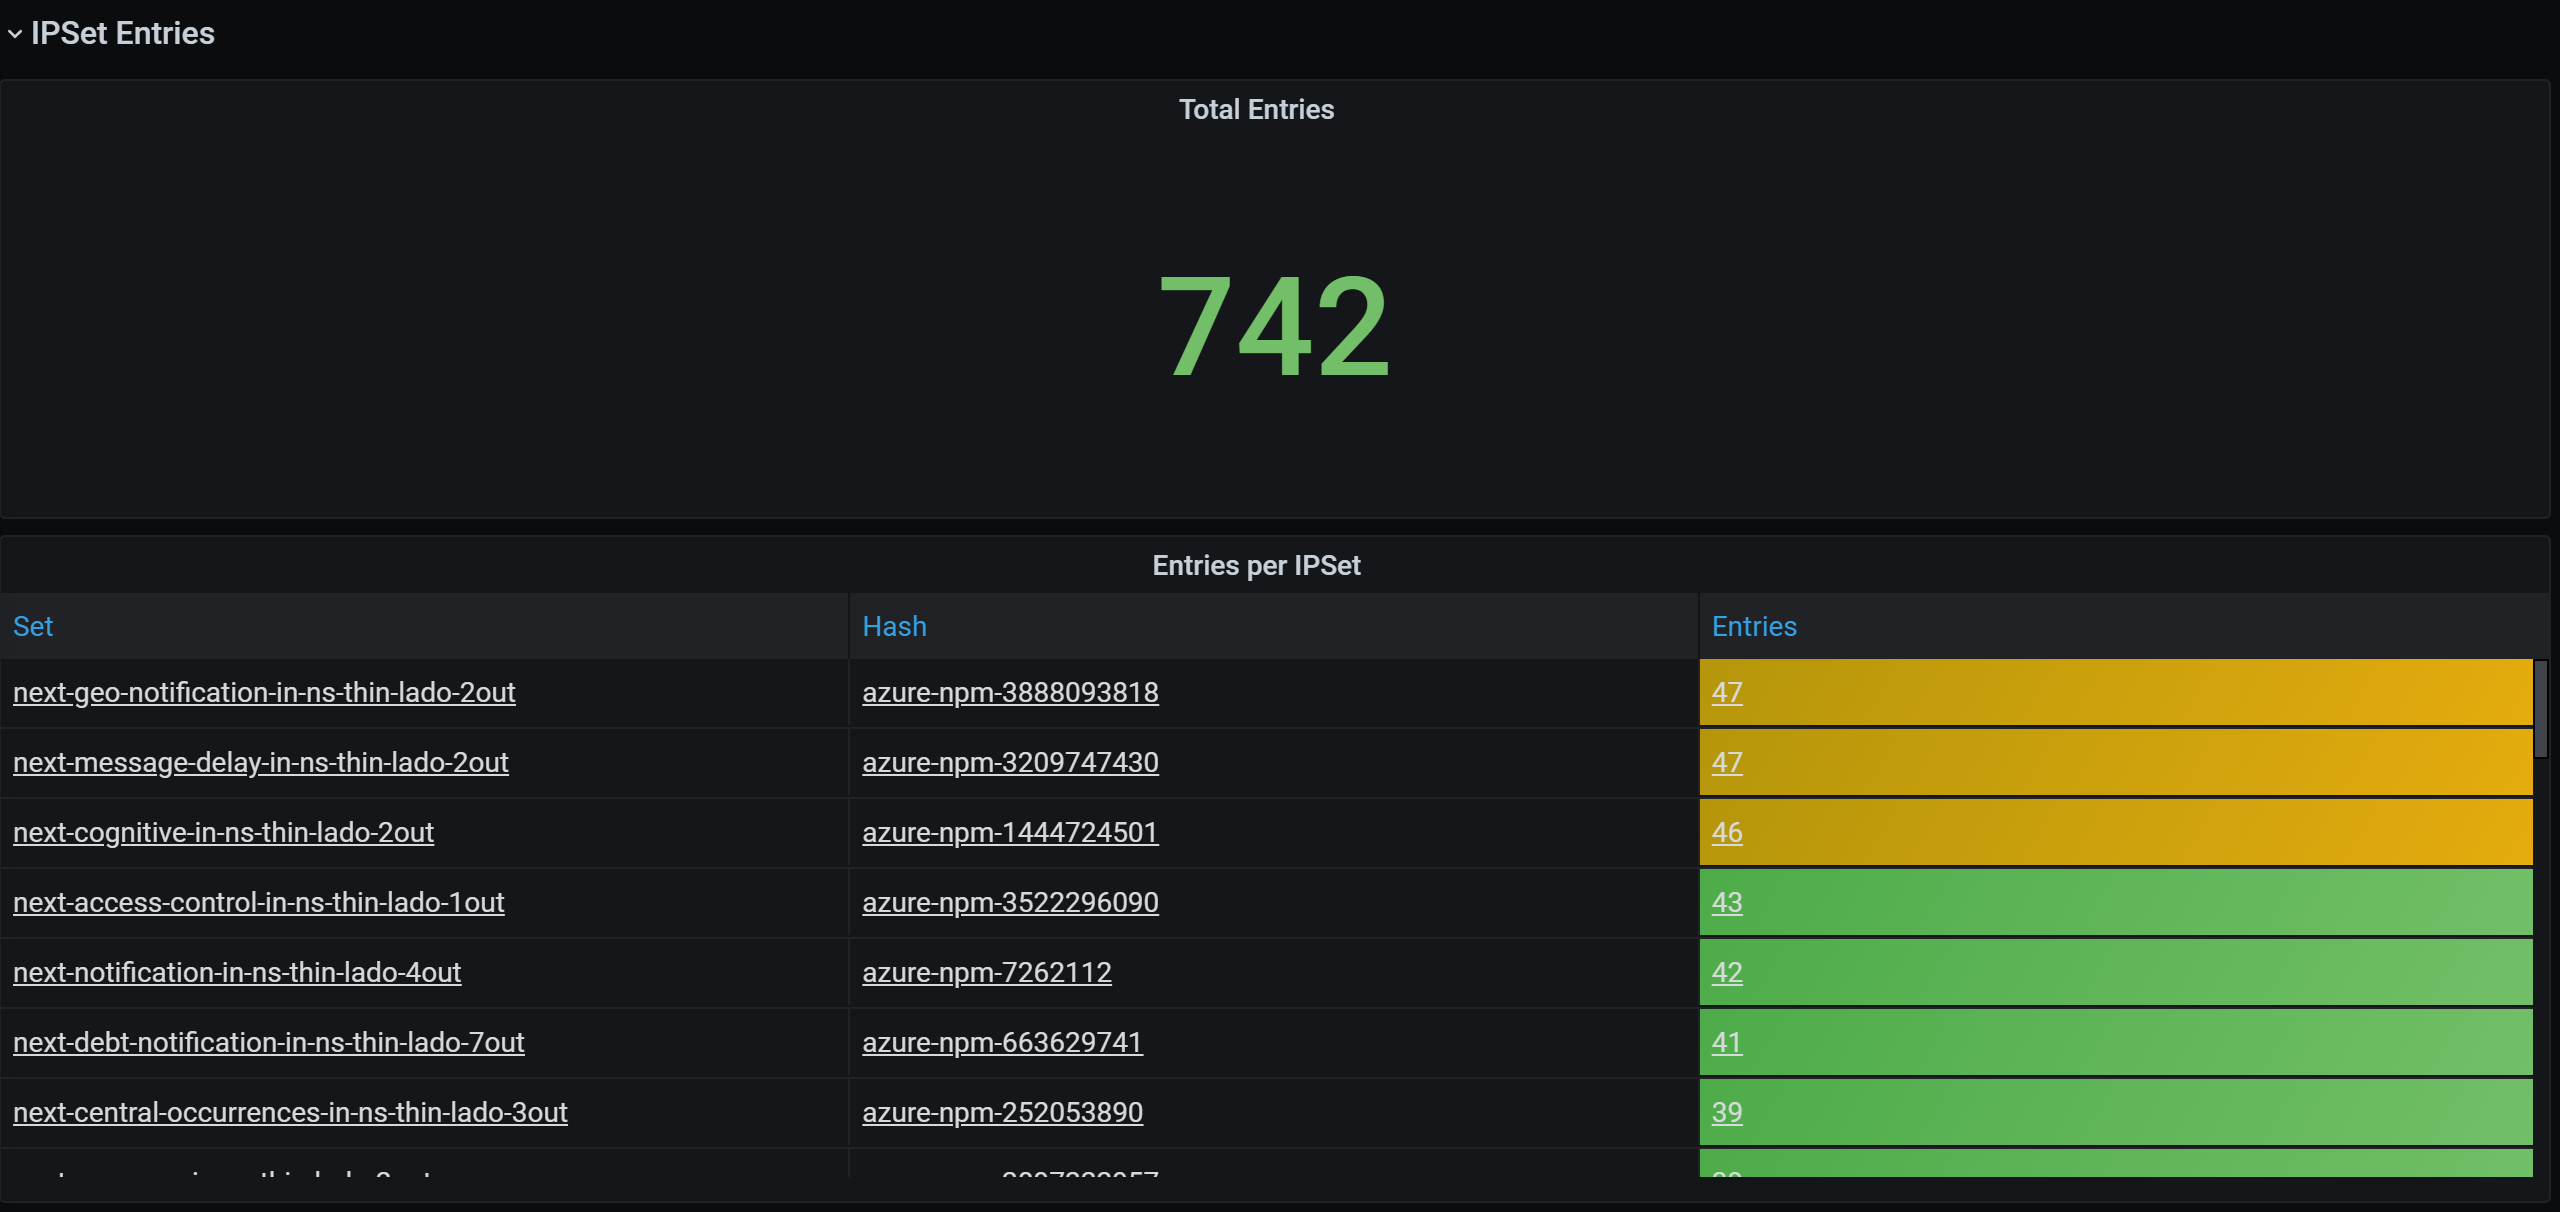 IPSet Entries
Total Entries
742
Entries per IPSet
Set Hash Entries
next-geo-notification-in-ns-thin-lado-2out azure-npm-3888093818 47
next-message-delay-in-ns-thin-lado-2out azure-npm-3209747430 47
next-cognitive-in-ns-thin-lado-2out azure-npm-1444724501 46
next-access-control-in-ns-thin-lado-1out azure-npm-3522296090 43
next-notification-in-ns-thin-lado-4out azure-npm-7262112 42
next-debt-notification-in-ns-thin-lado-7out azure-npm-663629741 41
next-central-occurrences-in-ns-thin-lado-3out azure-npm-252053890 39